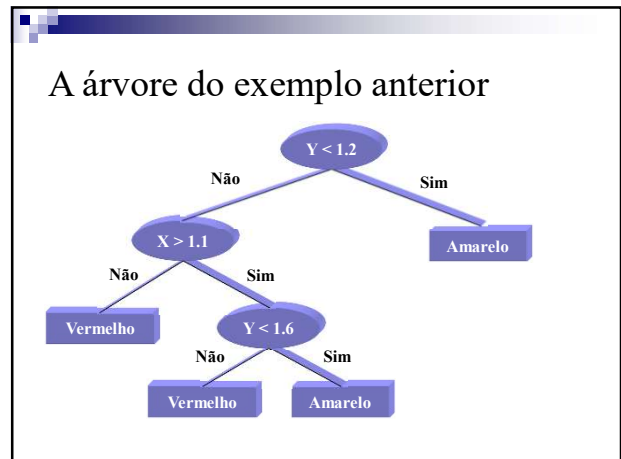 A árvore do exemplo anterior
Y < 1.2
Não
Sim
X > 1.1
Amarelo
Não
Sim
Vermelho
Y < 1.6
Não
Sim
Vermelho
Amarelo